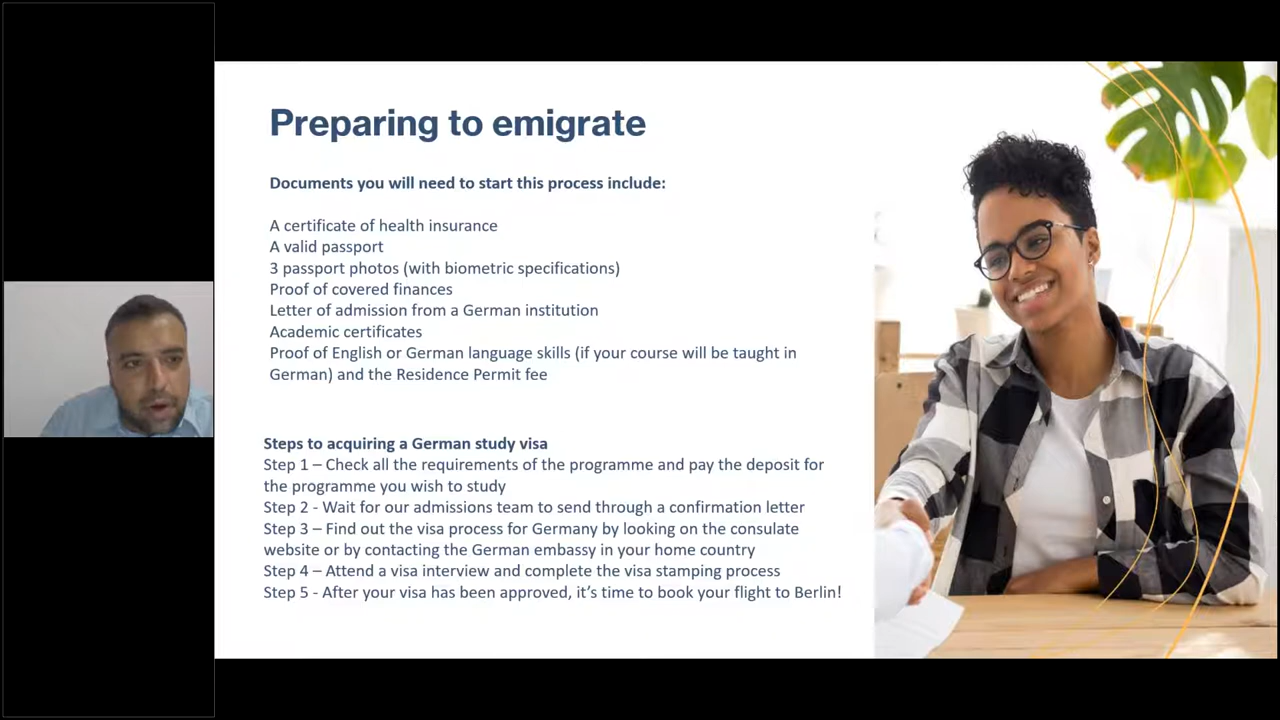 Preparing to emigrate
Documents you will need to start this process include:
A certificate of health insurance
A valid passport
3 passport photos (with biometric specifications)
Proof of covered finances
Letter of admission from a German institution
Academic certificates
Proof of English or German language skills (if your course will be taught in
German) and the Residence Permit fee
Steps to acquiring a German study visa
Step 1 – Check all the requirements of the programme and pay the deposit for
the programme you wish to study
Step 2 - Wait for our admissions team to send through a confirmation letter
Step 3 – Find out the visa process for Germany by looking on the consulate
website or by contacting the German embassy in your home country
Step 4 – Attend a visa interview and complete the visa stamping process
Step 5 - After your visa has been approved, it’s time to book your flight to Berlin!